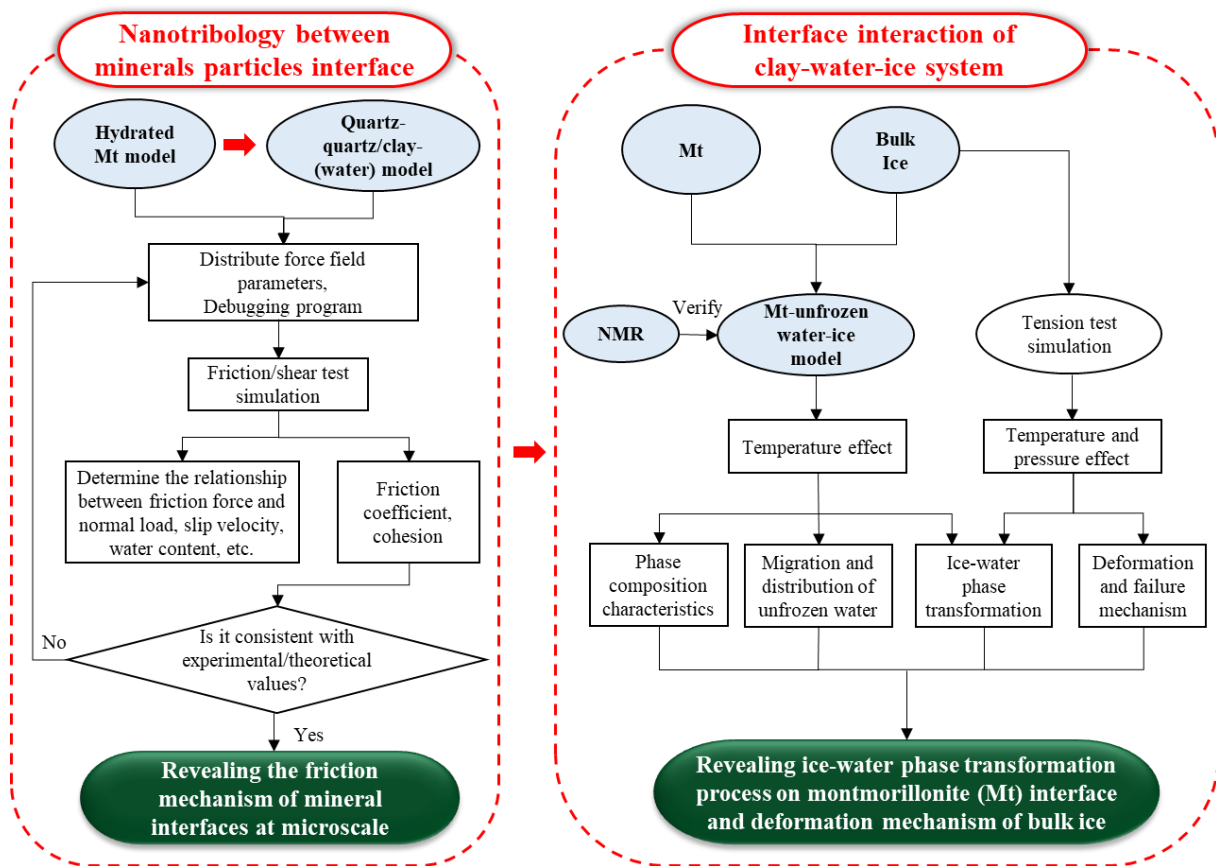 Nanotribology between
minerals particles interface
Hydrated
Mt model
Quartz-
quartz/clay-
(water) model
Distribute force field
parameters,
Debugging program
Friction/shear test
simulation
Determine the relationship
between friction force and
normal load, slip velocity,
water content, etc.
Friction
coefficient,
cohesion
No
Is it consistent with
experimental/theoretical
values?
Yes
Revealing the friction
mechanism of mineral
interfaces at microscale
Interface interaction of
clay-water-ice system
Mt
Bulk
Ice
NMR
Verify
Mt-unfrozen
water-ice
model
Tension test
simulation
Temperature effect
Temperature and
pressure effect
Phase
composition
characteristics
Migration and
distribution of
unfrozen water
Ice-water
phase
transformation
Deformation
and failure
mechanism
Revealing ice-water phase transformation
process on montmorillonite (Mt) interface
and deformation mechanism of bulk ice